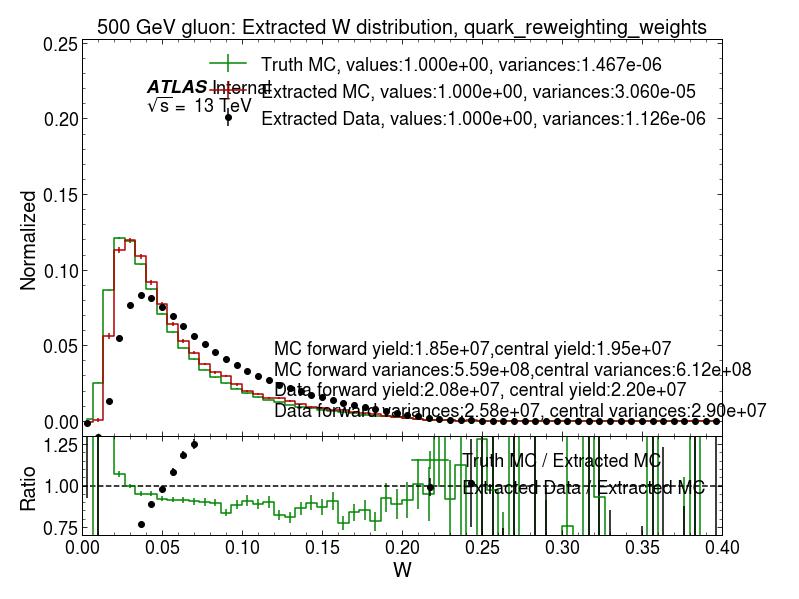 500 GeV gluon: Extracted W distribution, quark_reweighting_weights
Truth MC, values:1.000e+00, variances:1.467e-06
ATLAS Internal
Extracted MC, values:1.000e+00, variances:3.060e-05
√s = 13 TeV
Extracted Data, values:1.000e+00, variances:1.126e-06
Normalized
0.25
0.20
0.15
0.10
0.05
0.00
MC forward yield:1.85e+07,central yield:1.95e+07
MC forward variances:5.59e+08,central variances:6.12e+08
Data forward yield:2.08e+07, central yield:2.20e+07
Data forward variances:2.58e+07, central variances:2.90e+07
Ratio
1.25
1.00
0.75
Truth MC / Extracted MC
Extracted Data / Extracted MC
0.00 0.05 0.10 0.15 0.20 0.25 0.30 0.35 0.40
W